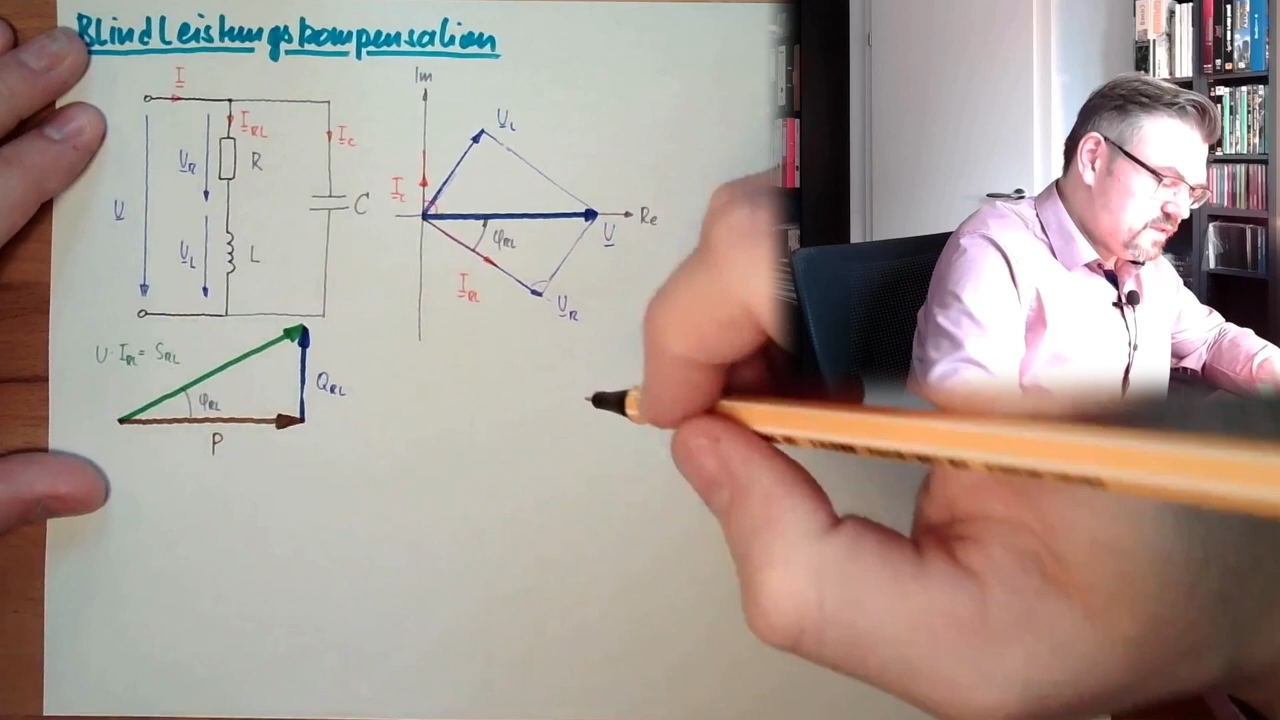 Blindleistungskompensation
I
I_RL
I_C
U_R
R
U
C
U_L
L
Im
U_L
I_C
Re
U
φ_RL
I_RL
U_R
U·I_RL = S_RL
Q_RL
φ_RL
P